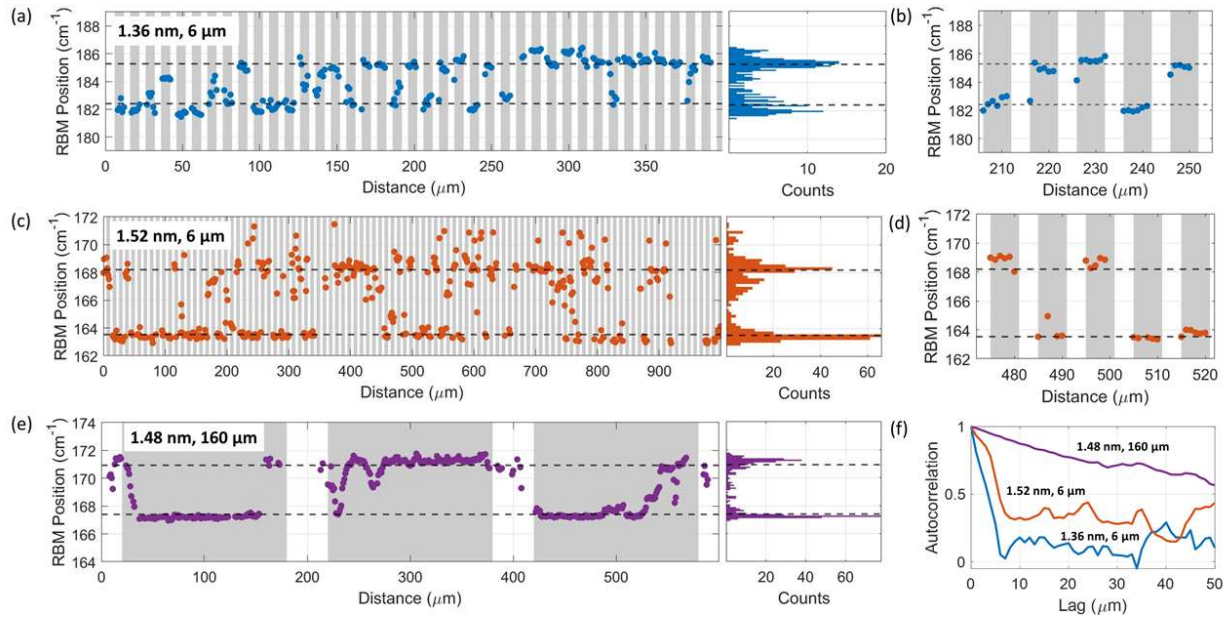 (a)
1.36 nm, 6 μm
RBM Position (cm⁻¹)
188
186
184
182
180
0 50 100 150 200 250 300 350
Distance (μm)
0 10 20
Counts
(b)
RBM Position (cm⁻¹)
188
186
184
182
180
210 220 230 240 250
Distance (μm)
(c)
1.52 nm, 6 μm
RBM Position (cm⁻¹)
172
170
168
166
164
162
0 100 200 300 400 500 600 700 800 900
Distance (μm)
20 40 60
Counts
(d)
RBM Position (cm⁻¹)
172
170
168
166
164
162
480 490 500 510 520
Distance (μm)
(e)
1.48 nm, 160 μm
RBM Position (cm⁻¹)
174
172
170
168
166
164
0 100 200 300 400 500
Distance (μm)
20 40 60
Counts
(f)
1.48 nm, 160 μm
1.52 nm, 6 μm
1.36 nm, 6 μm
Autocorrelation
1
0.5
0
0 10 20 30 40 50
Lag (μm)